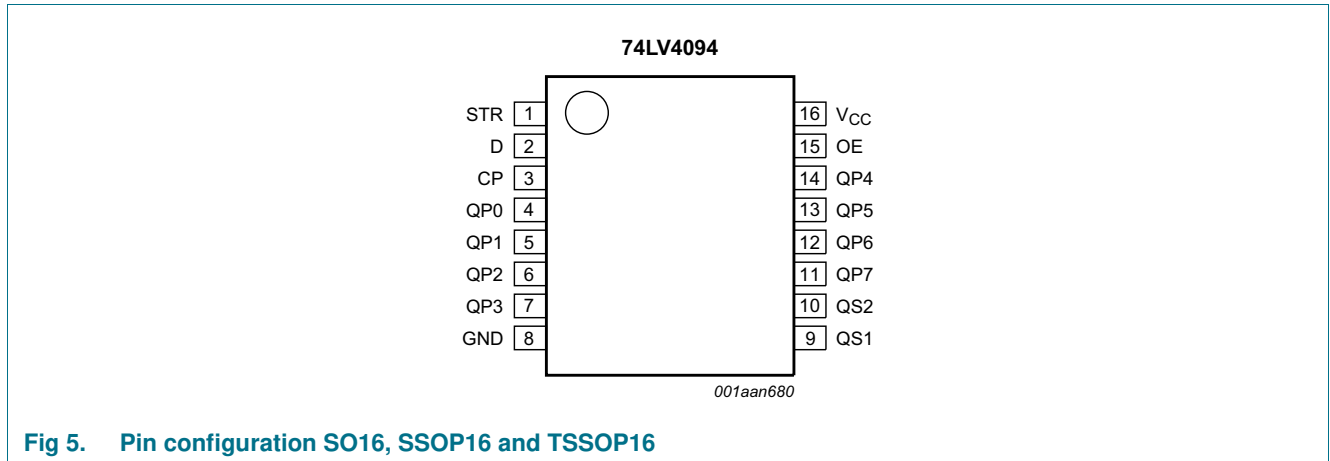 74LV4094
STR 1 16 VCC
D 2 15 OE
CP 3 14 QP4
QP0 4 13 QP5
QP1 5 12 QP6
QP2 6 11 QP7
QP3 7 10 QS2
GND 8 9 QS1
001aan680
Fig 5. Pin configuration SO16, SSOP16 and TSSOP16